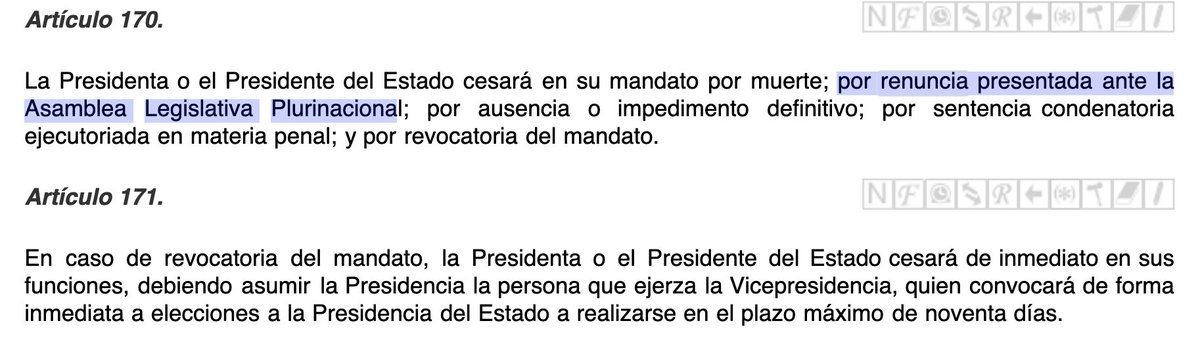 Artículo 170.
La Presidenta o el Presidente del Estado cesará en su mandato por muerte; por renuncia presentada ante la
Asamblea Legislativa Plurinacional; por ausencia o impedimento definitivo; por sentencia condenatoria
ejecutoriada en materia penal; y por revocatoria del mandato.
Artículo 171.
En caso de revocatoria del mandato, la Presidenta o el Presidente del Estado cesará de inmediato en sus
funciones, debiendo asumir la Presidencia la persona que ejerza la Vicepresidencia, quien convocará de forma
inmediata a elecciones a la Presidencia del Estado a realizarse en el plazo máximo de noventa días.